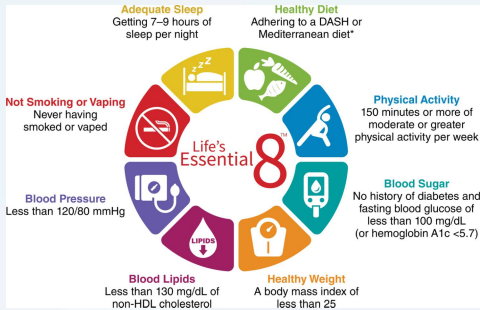 Adequate Sleep
Getting 7–9 hours of
sleep per night
Healthy Diet
Adhering to a DASH or
Mediterranean diet*
Physical Activity
150 minutes or more of
moderate or greater
physical activity per week
Blood Sugar
No history of diabetes and
fasting blood glucose of
less than 100 mg/dL
(or hemoglobin A1c <5.7)
Healthy Weight
A body mass index of
less than 25
Blood Lipids
Less than 130 mg/dL of
non-HDL cholesterol
Blood Pressure
Less than 120/80 mmHg
Not Smoking or Vaping
Never having
smoked or vaped
Life's
Essential 8™
LIPIDS
z z z